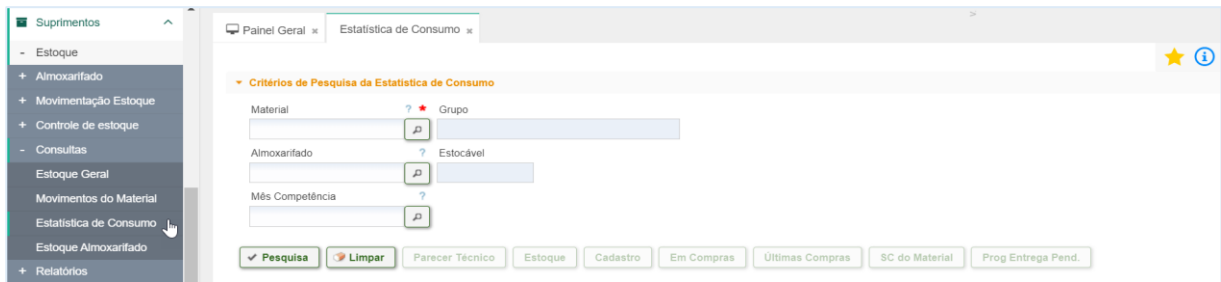 Suprimentos
- Estoque
+ Almoxarifado
+ Movimentação Estoque
+ Controle de estoque
- Consultas
Estoque Geral
Movimentos do Material
Estatística de Consumo
Estoque Almoxarifado
+ Relatórios
>
Painel Geral × Estatística de Consumo ×
Critérios de Pesquisa da Estatistica de Consumo
Material ? * Grupo
Almoxarifado ? Estocável
Mês Competência ?
Pesquisa Limpar Parecer Técnico Estoque Cadastro Em Compras Últimas Compras SC do Material Prog Entrega Pend.